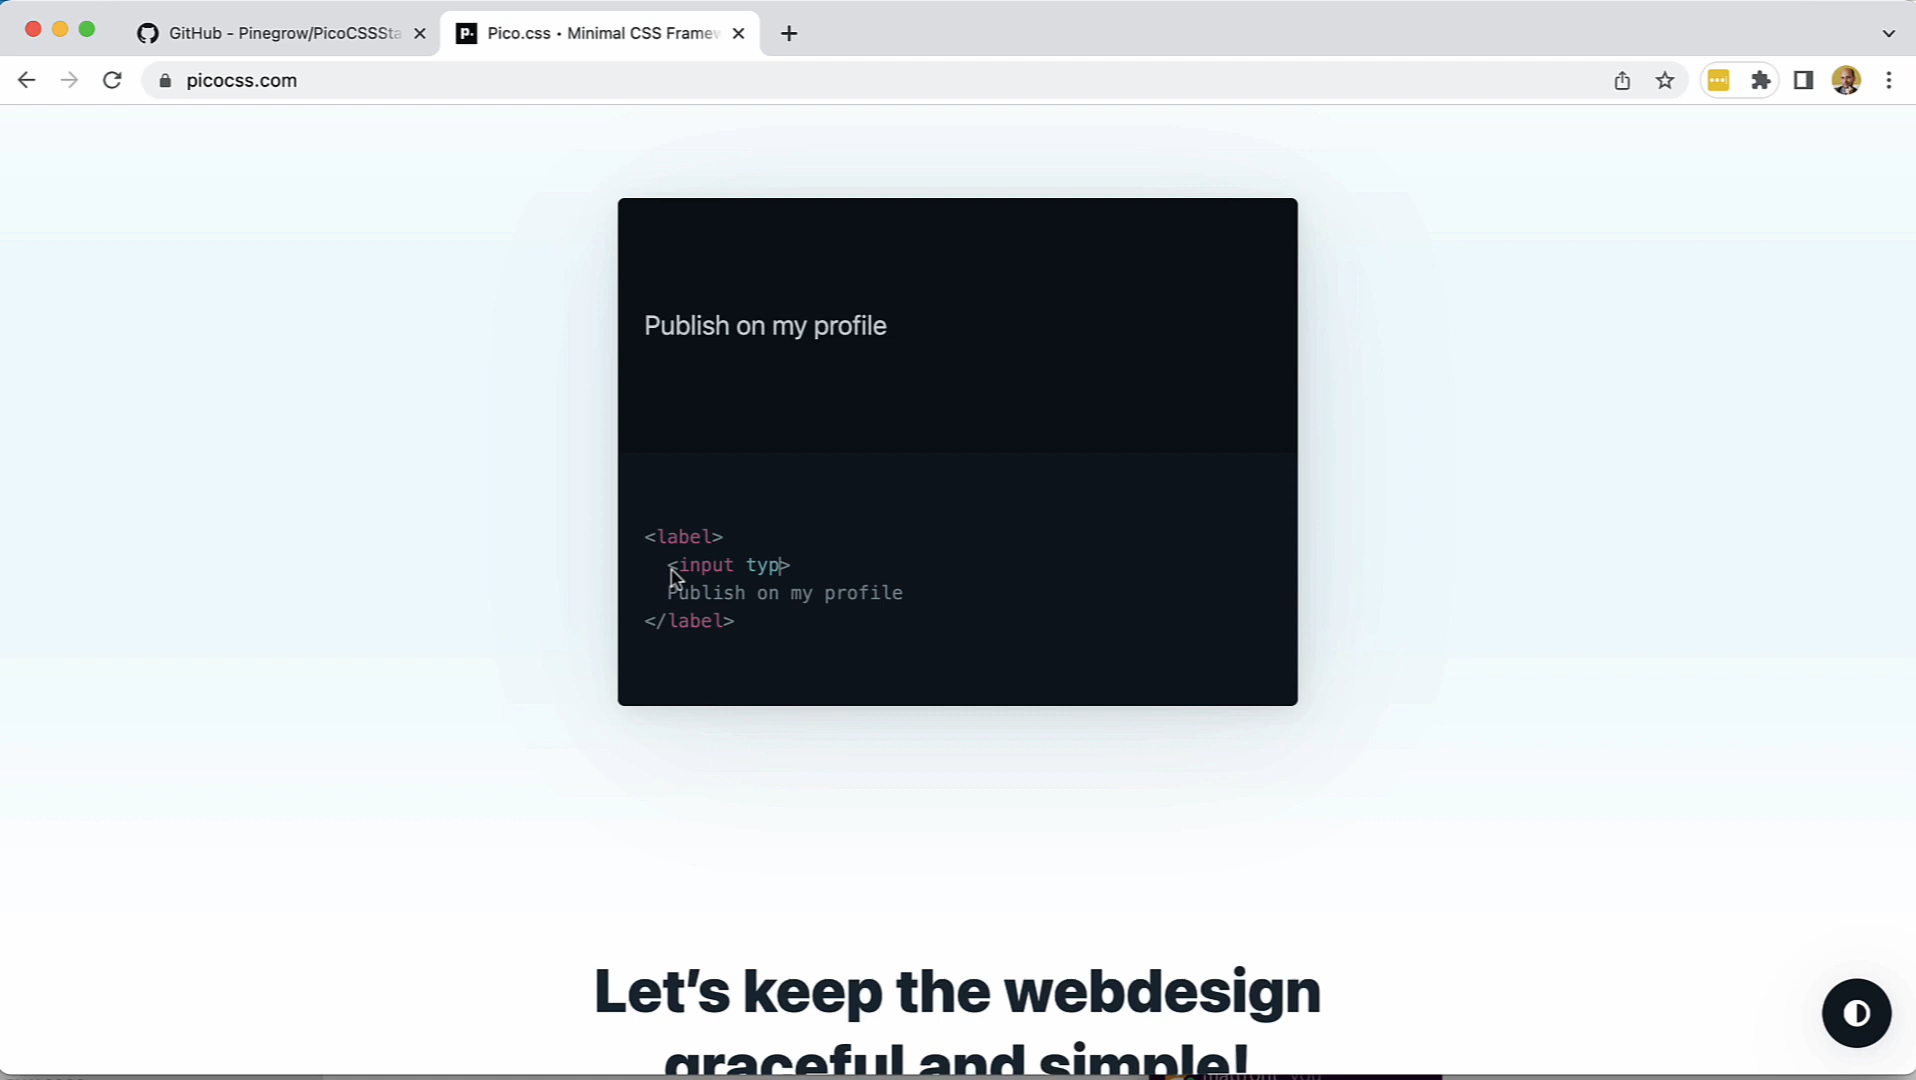 GitHub - Pinegrow/PicoCSSSta
Pico.css • Minimal CSS Framew
picocss.com
Publish on my profile
<label>
<input typ>
Publish on my profile
</label>
Let's keep the webdesign
graceful and simple!